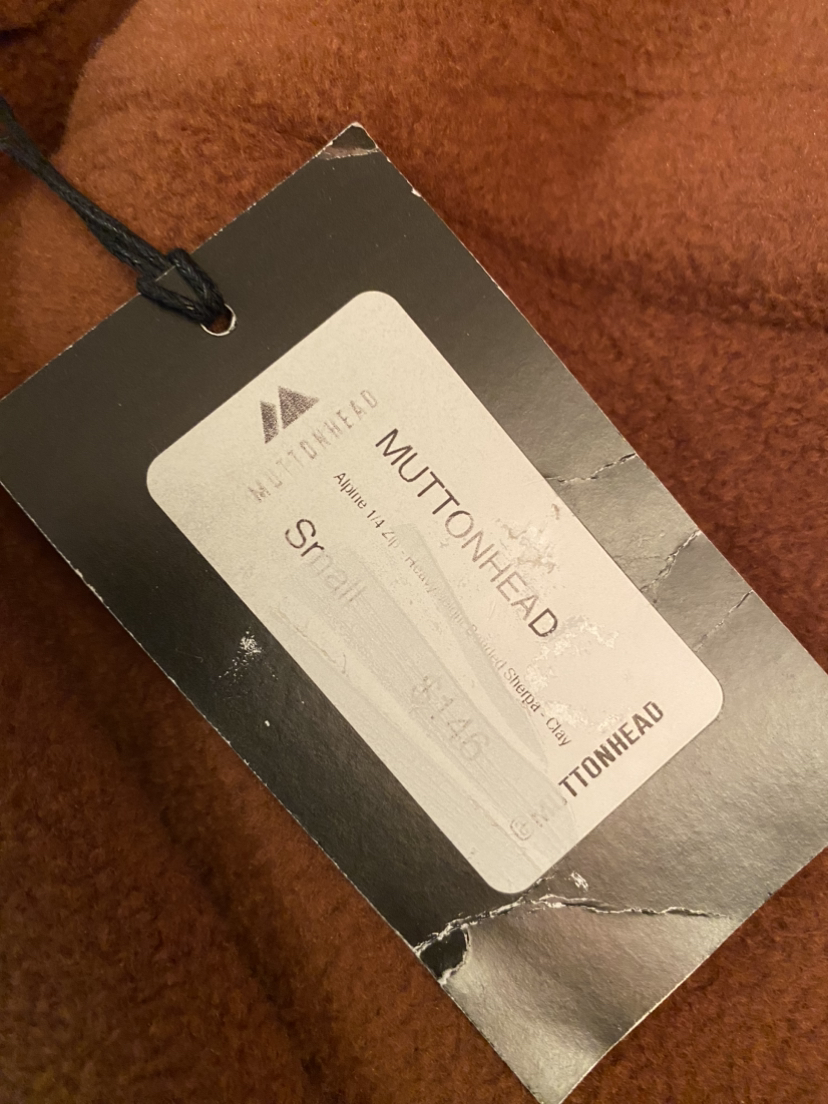 MUTTONHEAD
MUTTONHEAD
Alpine 1/4 Zip - Heavyweight Bonded Sherpa - Clay
Small
$146
@MUTTONHEAD